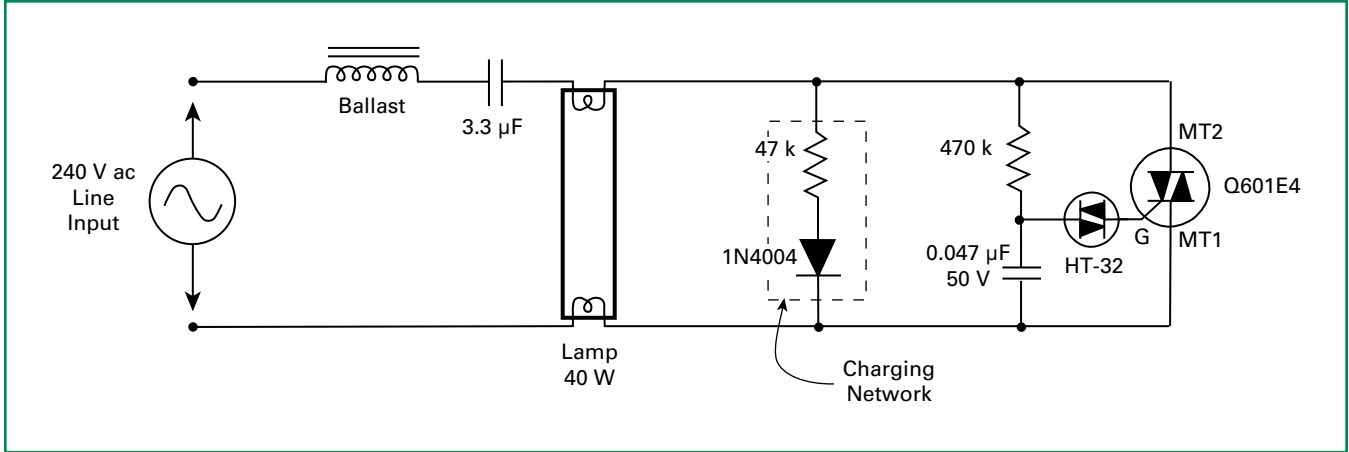 240 V ac
Line
Input
Ballast
3.3 µF
Lamp
40 W
47 k
1N4004
Charging
Network
470 k
0.047 µF
50 V
HT-32
G
MT2
Q601E4
MT1